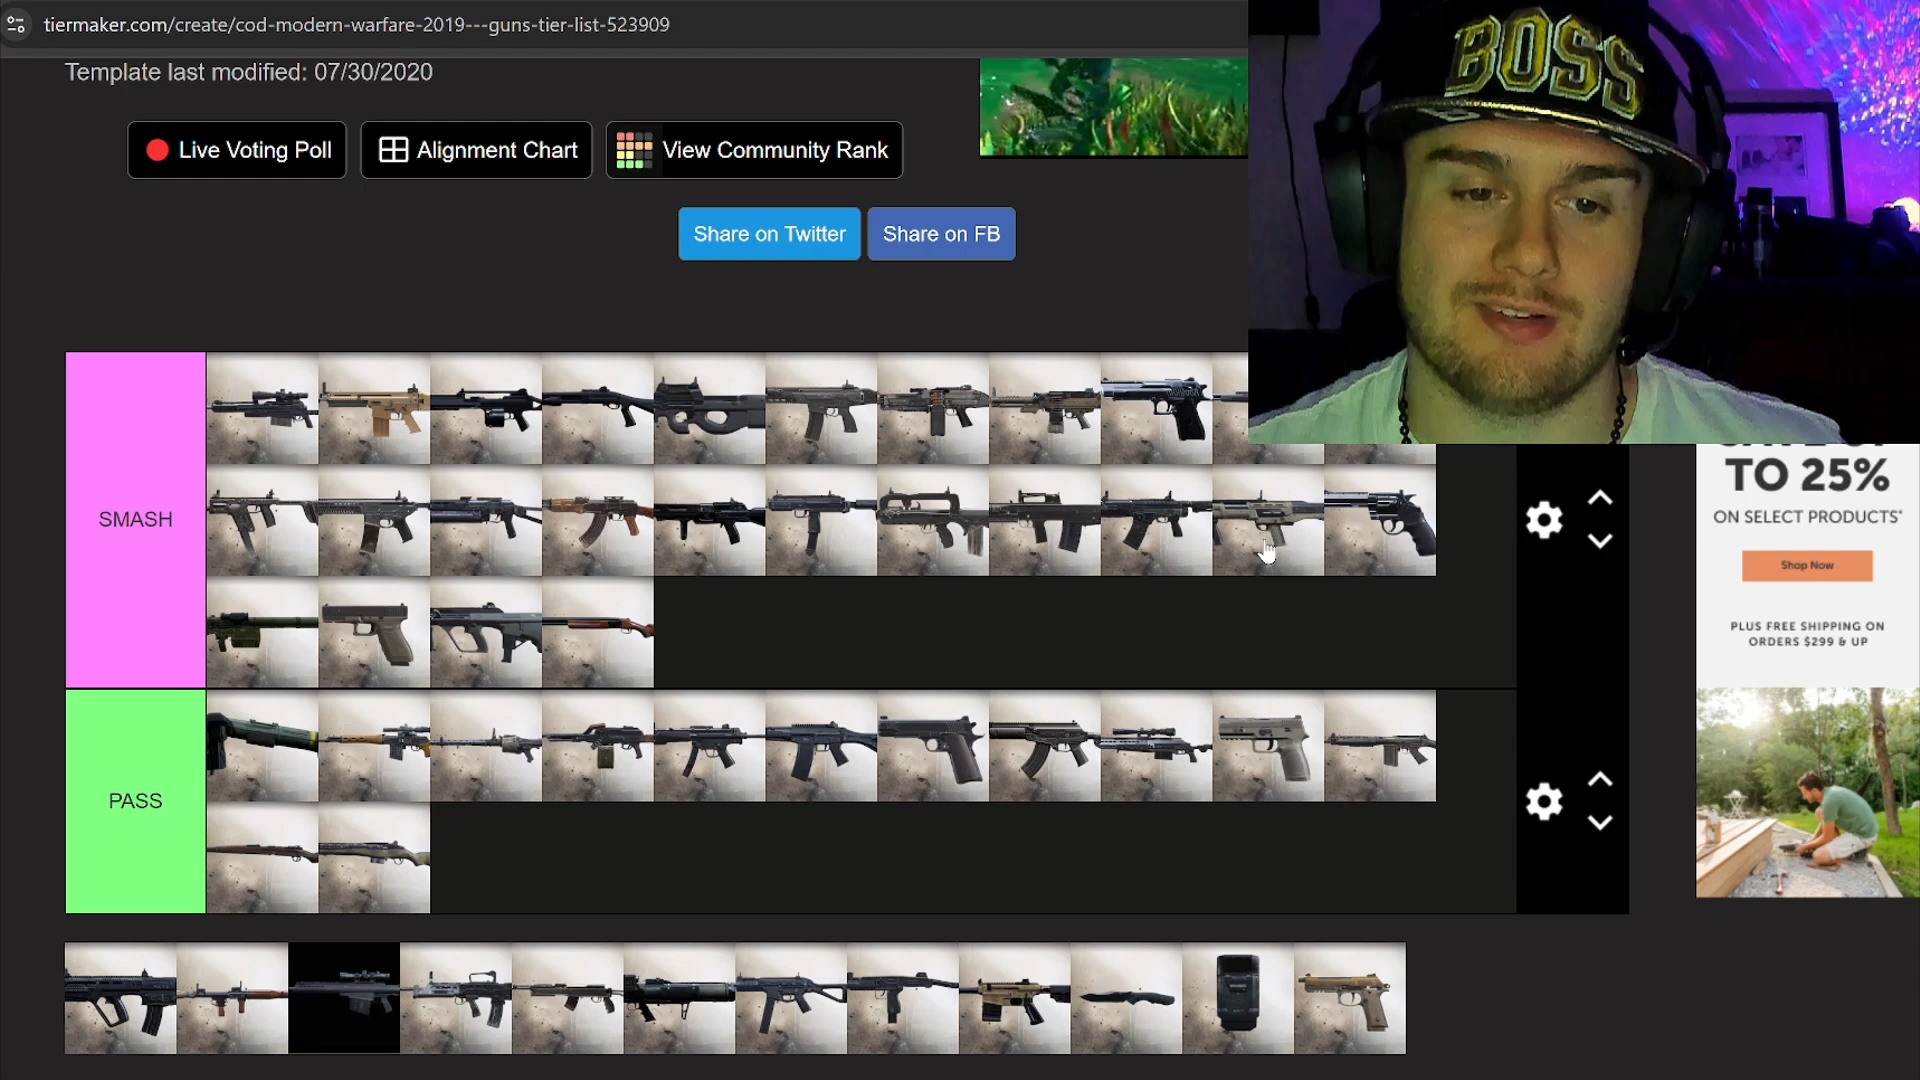 tiermaker.com/create/cod-modern-warfare-2019---guns-tier-list-523909
Template last modified: 07/30/2020
Live Voting Poll
Alignment Chart
View Community Rank
Share on Twitter
Share on FB
BOSS
SMASH
PASS
TO 25%
ON SELECT PRODUCTS*
Shop Now
PLUS FREE SHIPPING ON
ORDERS $299 & UP